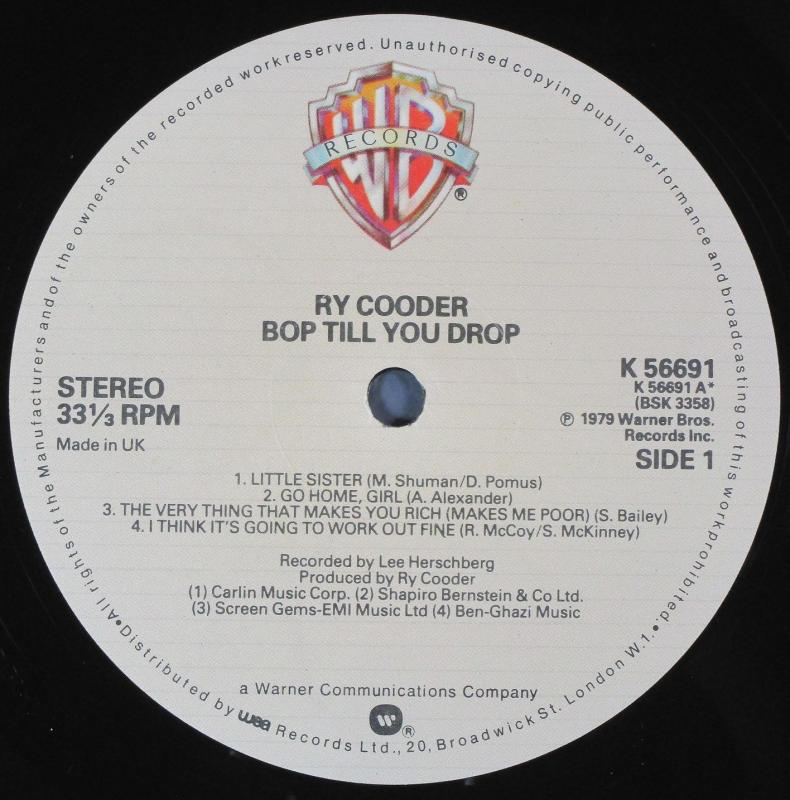 •All rights of the Manufacturers and of the owners of the recorded work reserved. Unauthorised copying public performance and broadcasting of this work prohibited.•
WB
RECORDS
®
RY COODER
BOP TILL YOU DROP
STEREO
33⅓ RPM
Made in UK
K 56691
K 56691 A*
(BSK 3358)
℗ 1979 Warner Bros.
Records Inc.
SIDE 1
1. LITTLE SISTER (M. Shuman/D. Pomus)
2. GO HOME, GIRL (A. Alexander)
3. THE VERY THING THAT MAKES YOU RICH (MAKES ME POOR) (S. Bailey)
4. I THINK IT'S GOING TO WORK OUT FINE (R. McCoy/S. McKinney)
Recorded by Lee Herschberg
Produced by Ry Cooder
(1) Carlin Music Corp. (2) Shapiro Bernstein & Co Ltd.
(3) Screen Gems-EMI Music Ltd (4) Ben-Ghazi Music
a Warner Communications Company
®
Distributed by wea Records Ltd., 20, Broadwick St. London W.1.